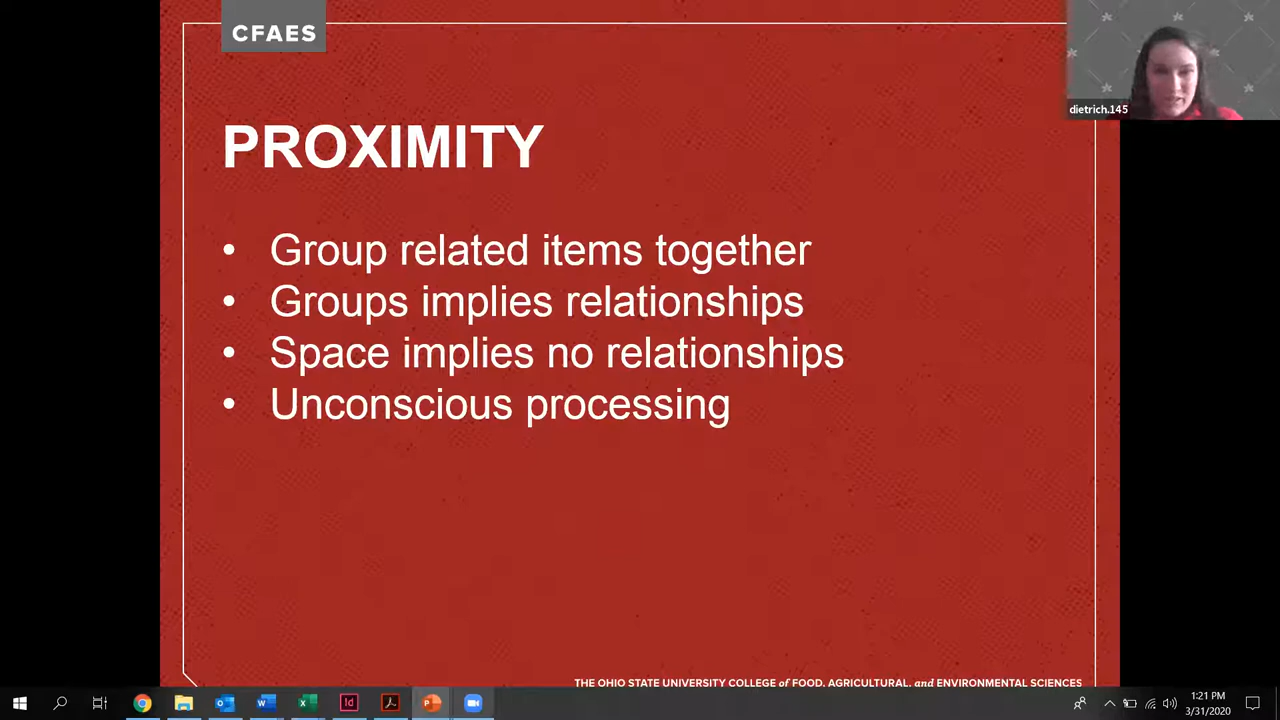 CFAES
dietrich.145
PROXIMITY
• Group related items together
• Groups implies relationships
• Space implies no relationships
• Unconscious processing
THE OHIO STATE UNIVERSITY COLLEGE of FOOD, AGRICULTURAL, and ENVIRONMENTAL SCIENCES
1:21 PM
3/31/2020